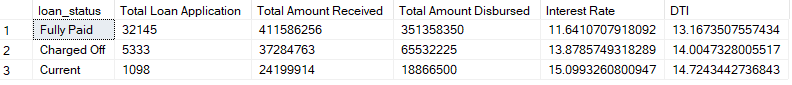 loan_status Total Loan Application Total Amount Received Total Amount Disbursed Interest Rate DTI
1 Fully Paid 32145 411586256 351358350 11.6410707918092 13.1673507557434
2 Charged Off 5333 37284763 65532225 13.8785749318289 14.0047328005517
3 Current 1098 24199914 18866500 15.0993260800947 14.7243442736843